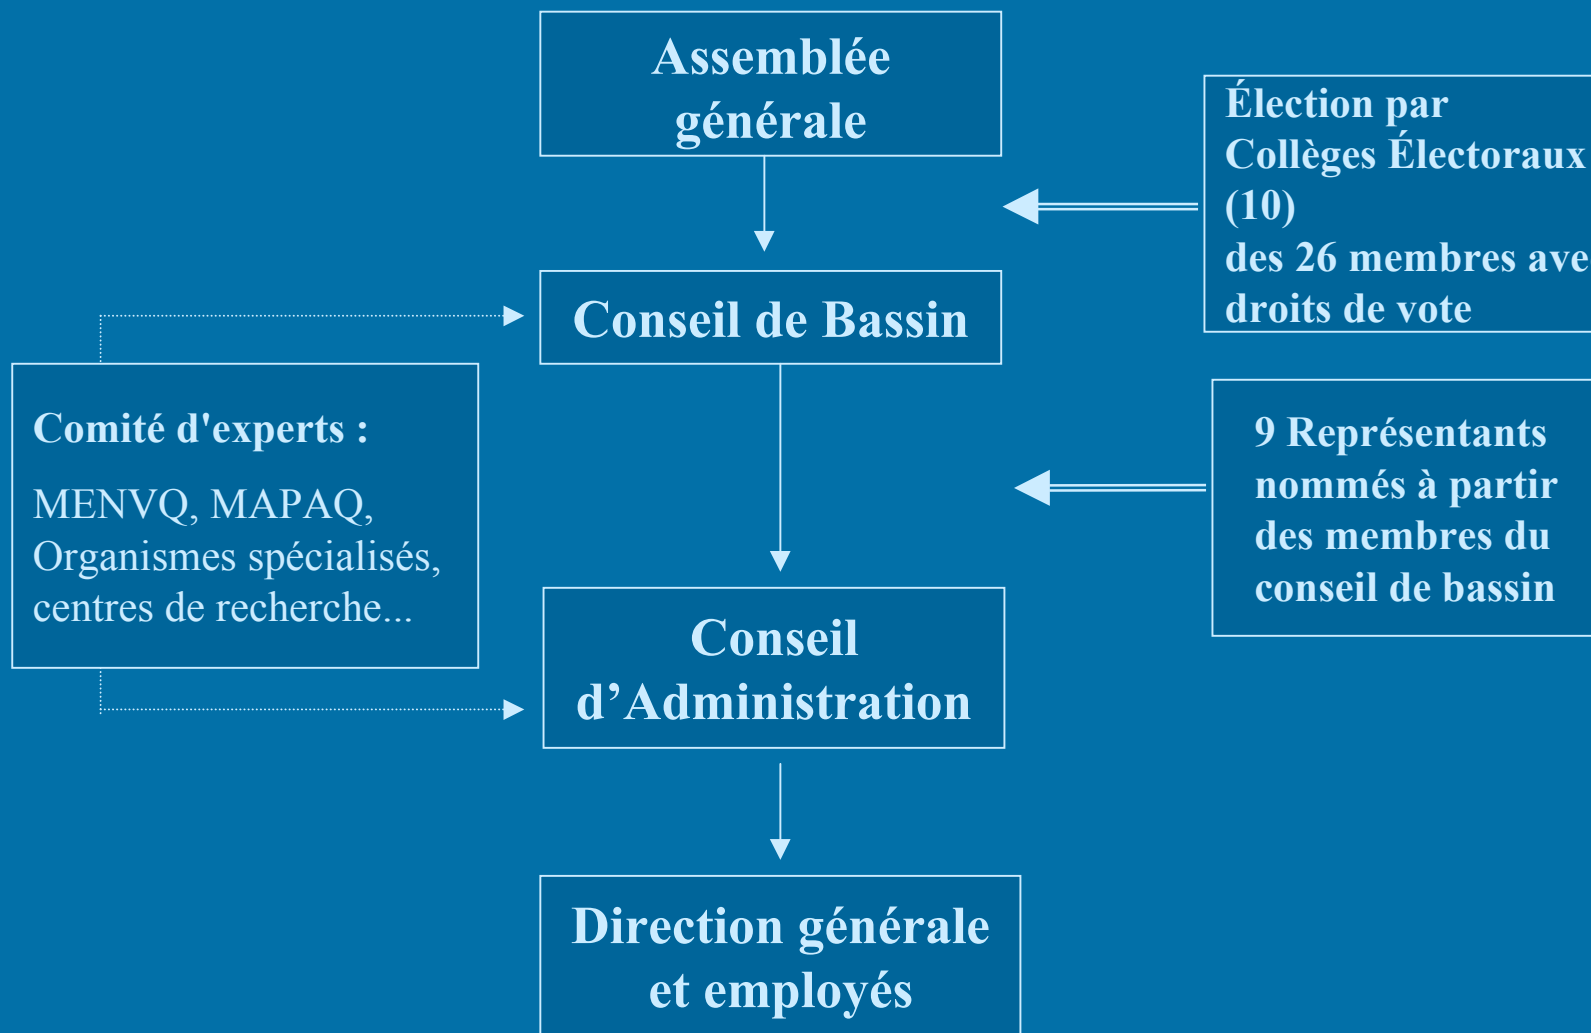 Assemblée
générale
Élection par
Collèges Électoraux
(10)
des 26 membres ave
droits de vote
Conseil de Bassin
Comité d'experts :
MENVQ, MAPAQ,
Organismes spécialisés,
centres de recherche...
9 Représentants
nommés à partir
des membres du
conseil de bassin
Conseil
d’Administration
Direction générale
et employés